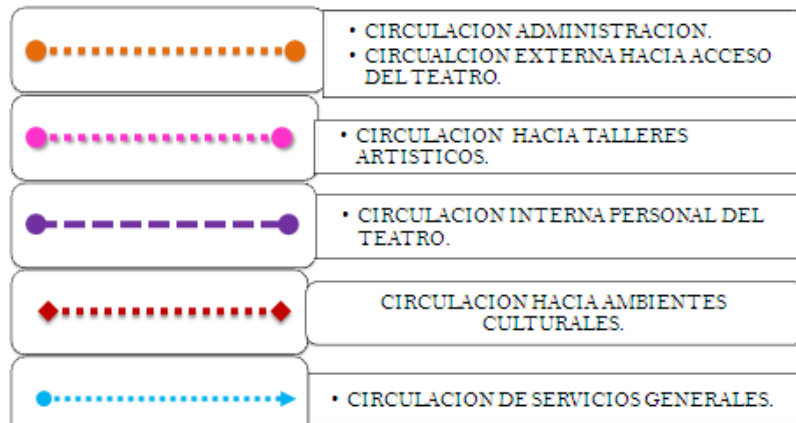 • CIRCULACION ADMINISTRACION.
• CIRCUALCION EXTERNA HACIA ACCESO
DEL TEATRO.
• CIRCULACION HACIA TALLERES
ARTISTICOS.
• CIRCULACION INTERNA PERSONAL DEL
TEATRO.
CIRCULACION HACIA AMBIENTES
CULTURALES.
• CIRCULACION DE SERVICIOS GENERALES.